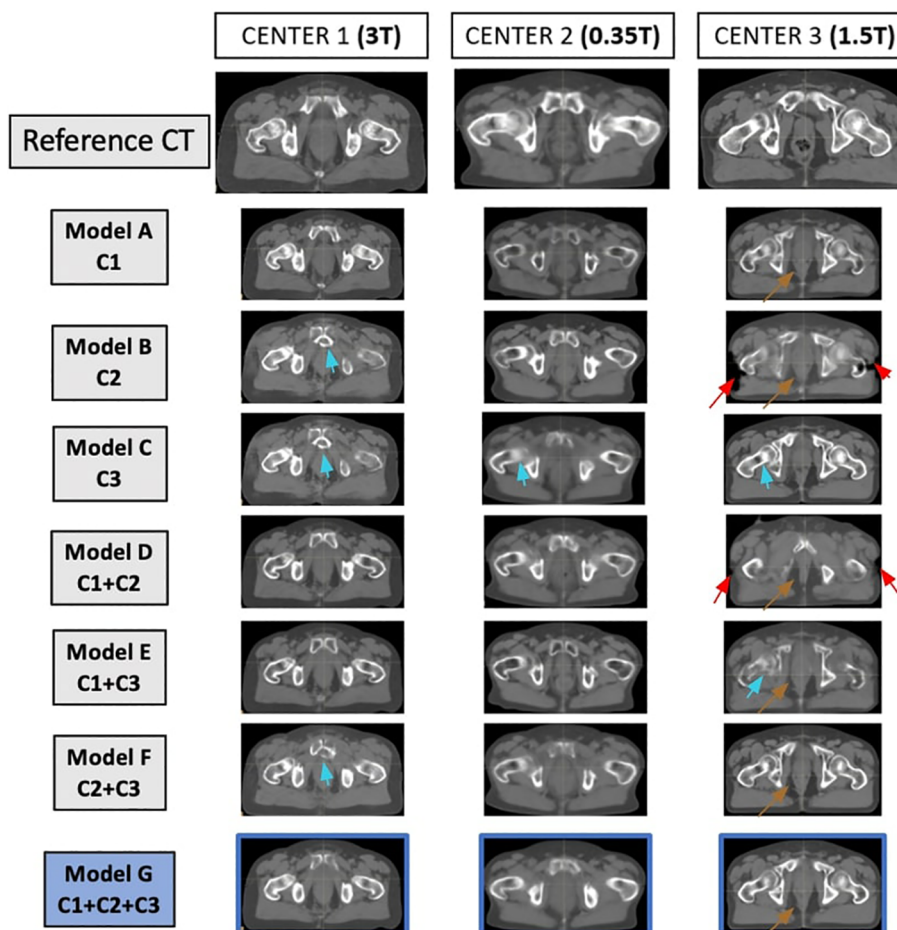 CENTER 1 (3T)
CENTER 2 (0.35T)
CENTER 3 (1.5T)
Reference CT
Model A
C1
Model B
C2
Model C
C3
Model D
C1+C2
Model E
C1+C3
Model F
C2+C3
Model G
C1+C2+C3